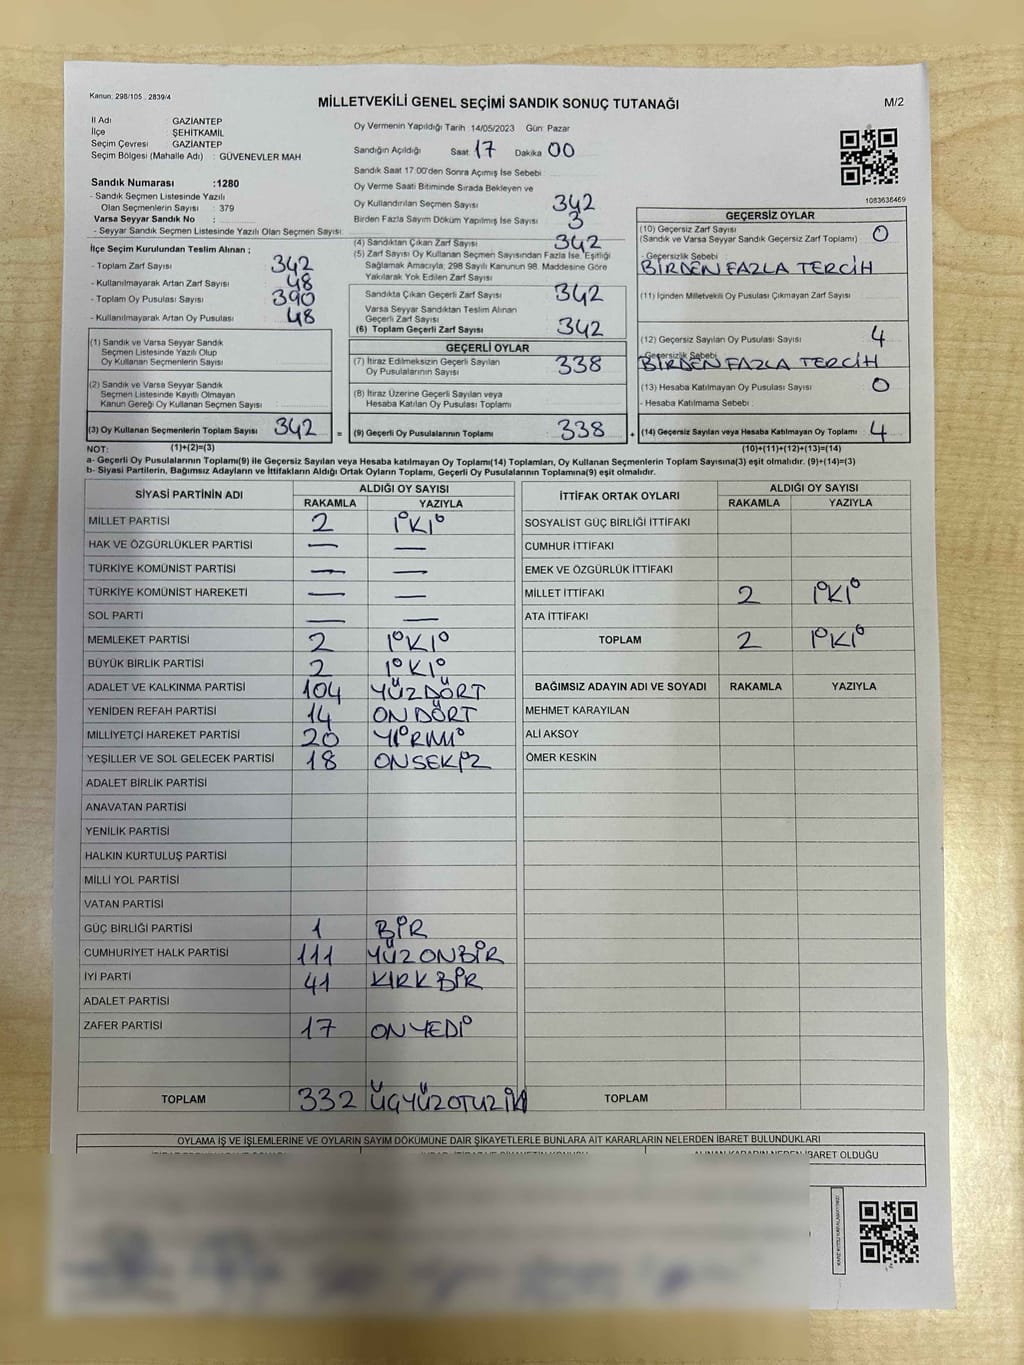 Kanun: 298/105 , 2839/4
MİLLETVEKİLİ GENEL SEÇİMİ SANDIK SONUÇ TUTANAĞI
M/2
İl Adı : GAZİANTEP
İlçe : ŞEHİTKAMİL
Seçim Çevresi : GAZİANTEP
Seçim Bölgesi (Mahalle Adı) : GÜVENEVLER MAH.
Sandık Numarası :1280
- Sandık Seçmen Listesinde Yazılı
Olan Seçmenlerin Sayısı : 379
Varsa Seyyar Sandık No :
- Seyyar Sandık Seçmen Listesinde Yazılı Olan Seçmen Sayısı:
İlçe Seçim Kurulundan Teslim Alınan ;
- Toplam Zarf Sayısı : 342
- Kullanılmayarak Artan Zarf Sayısı : 48
- Toplam Oy Pusulası Sayısı : 390
- Kullanılmayarak Artan Oy Pusulası : 48
(1) Sandık ve Varsa Seyyar Sandık
Seçmen Listesinde Yazılı Olup
Oy Kullanan Seçmenlerin Sayısı :
(2) Sandık ve Varsa Seyyar Sandık
Seçmen Listesinde Kayıtlı Olmayan
Kanun Gereği Oy Kullanan Seçmen Sayısı :
(3) Oy Kullanan Seçmenlerin Toplam Sayısı : 342
Oy Vermenin Yapıldığı Tarih 14/05/2023 Gün: Pazar
Sandığın Açıldığı Saat 17 Dakika 00
Sandık Saat 17:00'den Sonra Açımış İse Sebebi :
Oy Verme Saati Bitiminde Sırada Bekleyen ve
Oy Kullandırılan Seçmen Sayısı : 342
Birden Fazla Sayım Döküm Yapılmış İse Sayısı : 3
(4) Sandıktan Çıkan Zarf Sayısı : 342
(5) Zarf Sayısı Oy Kullanan Seçmen Sayısından Fazla İse, Eşitliği
Sağlamak Amacıyla; 298 Sayılı Kanunun 98. Maddesine Göre
Yakılarak Yok Edilen Zarf Sayısı :
Sandıkta Çıkan Geçerli Zarf Sayısı : 342
Varsa Seyyar Sandıktan Teslim Alınan
Geçerli Zarf Sayısı :
(6) Toplam Geçerli Zarf Sayısı : 342
GEÇERLİ OYLAR
(7) İtiraz Edilmeksizin Geçerli Sayılan
Oy Pusulalarının Sayısı : 338
(8) İtiraz Üzerine Geçerli Sayılan veya
Hesaba Katılan Oy Pusulası Toplamı :
= (9) Geçerli Oy Pusulalarının Toplamı : 338 +
1083638469
GEÇERSİZ OYLAR
(10) Geçersiz Zarf Sayısı
(Sandık ve Varsa Seyyar Sandık Geçersiz Zarf Toplamı) : 0
- Geçersizlik Sebebi :
BİRDEN FAZLA TERCİH
(11) İçinden Milletvekili Oy Pusulası Çıkmayan Zarf Sayısı :
(12) Geçersiz Sayılan Oy Pusulası Sayısı : 4
- Geçersizlik Sebebi :
BİRDEN FAZLA TERCİH
(13) Hesaba Katılmayan Oy Pusulası Sayısı : 0
- Hesaba Katılmama Sebebi :
(14) Geçersiz Sayılan veya Hesaba Katılmayan Oy Toplamı : 4
NOT: (1)+(2)=(3)
(10)+(11)+(12)+(13)=(14)
a- Geçerli Oy Pusulalarının Toplamı(9) ile Geçersiz Sayılan veya Hesaba katılmayan Oy Toplamı(14) Toplamları, Oy Kullanan Seçmenlerin Toplam Sayısına(3) eşit olmalıdır. (9)+(14)=(3)
b- Siyasi Partilerin, Bağımsız Adayların ve İttifakların Aldığı Ortak Oyların Toplamı, Geçerli Oy Pusulalarının Toplamına(9) eşit olmalıdır.
SİYASİ PARTİNİN ADI ALDIĞI OY SAYISI
RAKAMLA YAZIYLA
MİLLET PARTİSİ 2 İKİ
HAK VE ÖZGÜRLÜKLER PARTİSİ — —
TÜRKİYE KOMÜNİST PARTİSİ — —
TÜRKİYE KOMÜNİST HAREKETİ — —
SOL PARTİ — —
MEMLEKET PARTİSİ 2 İKİ
BÜYÜK BİRLİK PARTİSİ 2 İKİ
ADALET VE KALKINMA PARTİSİ 104 YÜZDÖRT
YENİDEN REFAH PARTİSİ 14 ONDÖRT
MİLLİYETÇİ HAREKET PARTİSİ 20 YİRMİ
YEŞİLLER VE SOL GELECEK PARTİSİ 18 ONSEKİZ
ADALET BİRLİK PARTİSİ
ANAVATAN PARTİSİ
YENİLİK PARTİSİ
HALKIN KURTULUŞ PARTİSİ
MİLLİ YOL PARTİSİ
VATAN PARTİSİ
GÜÇ BİRLİĞİ PARTİSİ 1 BİR
CUMHURİYET HALK PARTİSİ 111 YÜZONBİR
İYİ PARTİ 41 KIRKBİR
ADALET PARTİSİ
ZAFER PARTİSİ 17 ONYEDİ
TOPLAM 332 ÜÇYÜZOTUZİKİ
İTTİFAK ORTAK OYLARI ALDIĞI OY SAYISI
RAKAMLA YAZIYLA
SOSYALİST GÜÇ BİRLİĞİ İTTİFAKI
CUMHUR İTTİFAKI
EMEK VE ÖZGÜRLÜK İTTİFAKI
MİLLET İTTİFAKI 2 İKİ
ATA İTTİFAKI
TOPLAM 2 İKİ
BAĞIMSIZ ADAYIN ADI VE SOYADI RAKAMLA YAZIYLA
MEHMET KARAYILAN
ALİ AKSOY
ÖMER KESKİN
TOPLAM
OYLAMA İŞ VE İŞLEMLERİNE VE OYLARIN SAYIM DÖKÜMÜNE DAİR ŞİKAYETLERLE BUNLARA AİT KARARLARIN NELERDEN İBARET BULUNDUKLARI
ALINAN KARARIN NEDEN İBARET OLDUĞU